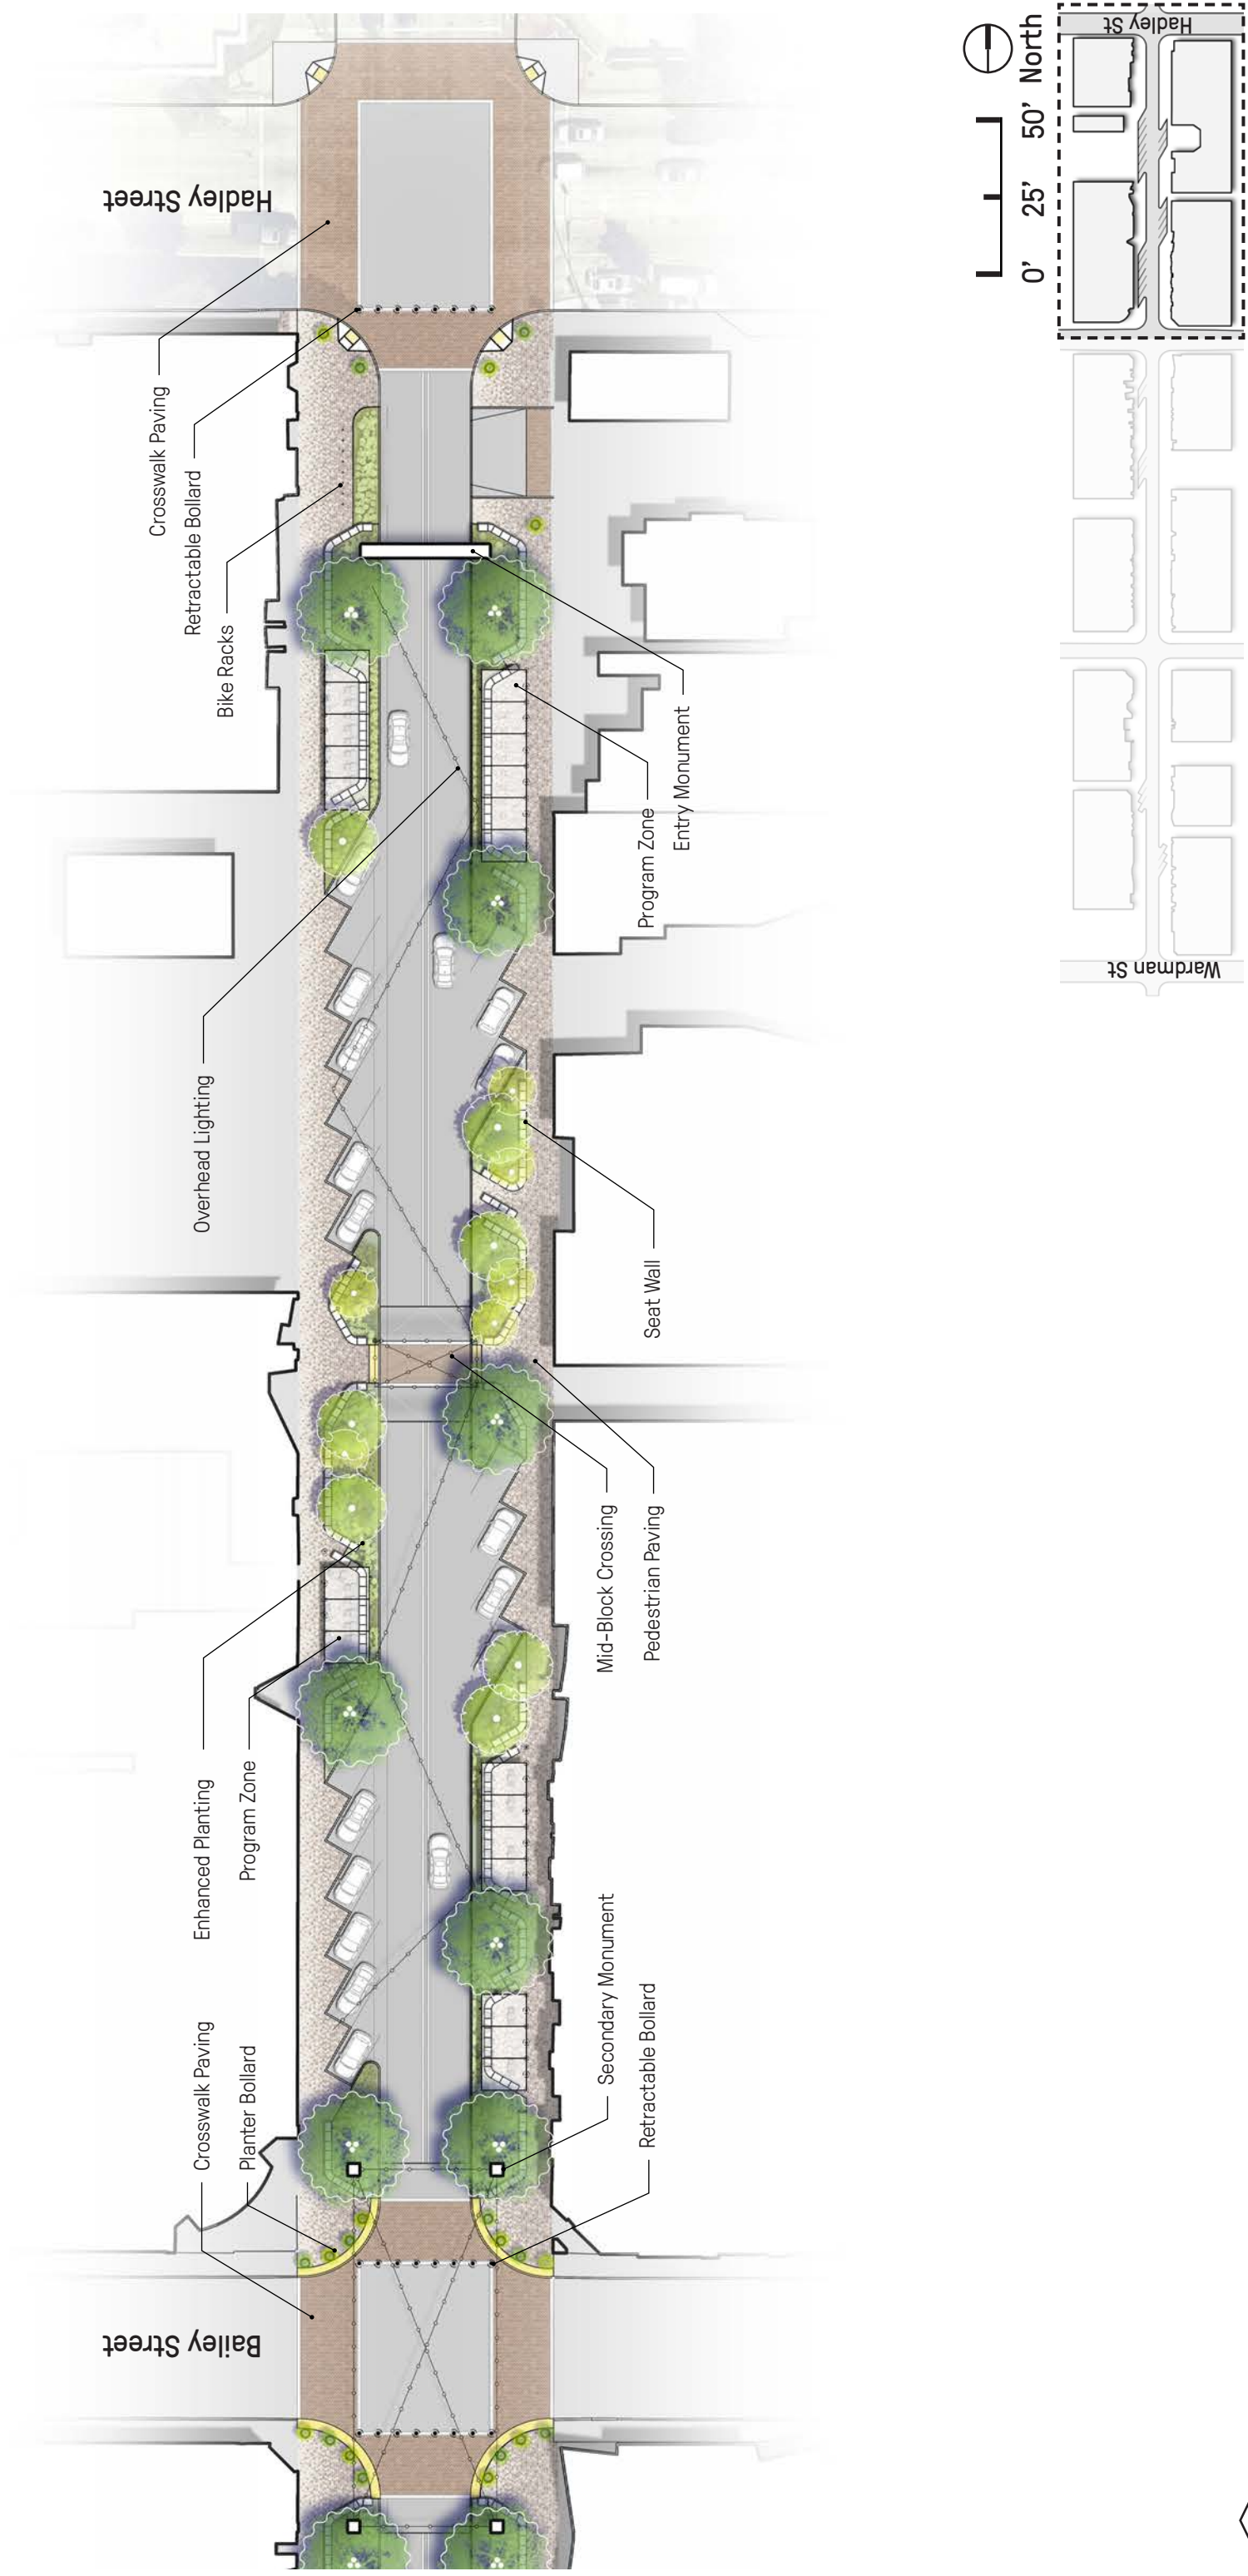 Hadley Street
Crosswalk Paving
Retractable Bollard
Bike Racks
Overhead Lighting
Enhanced Planting
Program Zone
Crosswalk Paving
Planter Bollard
Bailey Street
Entry Monument
Program Zone
Seat Wall
Mid-Block Crossing
Pedestrian Paving
Secondary Monument
Retractable Bollard
0' 25' 50' North
Hadley St
Wardman St